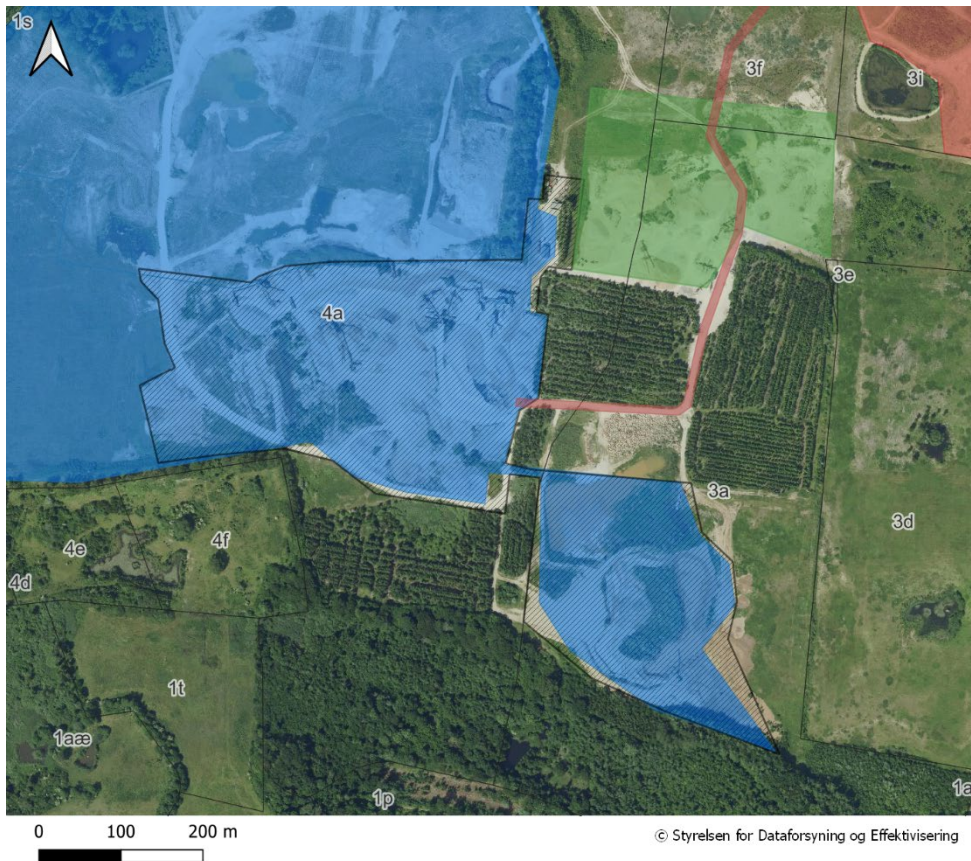 1s
3f
3i
3e
4a
3a
3d
4e
4f
4d
1t
1aæ
1p
1a
0 100 200 m
© Styrelsen for Dataforsyning og Effektivisering